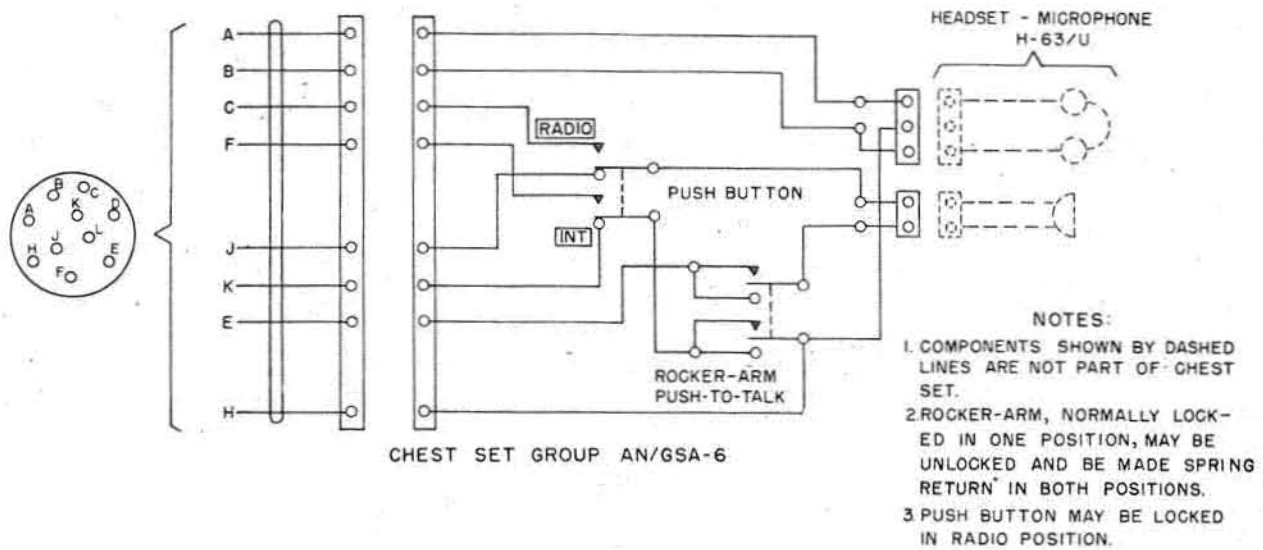 HEADSET - MICROPHONE
H-63/U
A
B
C
F
J
K
E
H
RADIO
PUSH BUTTON
INT
ROCKER-ARM
PUSH-TO-TALK
B
C
A
K
D
J
L
H
E
F
CHEST SET GROUP AN/GSA-6
NOTES:
1. COMPONENTS SHOWN BY DASHED
LINES ARE NOT PART OF CHEST
SET.
2. ROCKER-ARM, NORMALLY LOCK-
ED IN ONE POSITION, MAY BE
UNLOCKED AND BE MADE SPRING
RETURN IN BOTH POSITIONS.
3. PUSH BUTTON MAY BE LOCKED
IN RADIO POSITION.